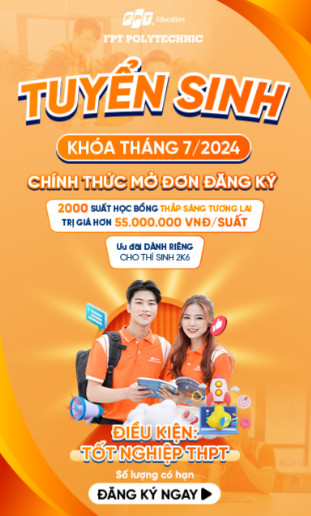 FPT Education
FPT POLYTECHNIC
TUYỂN SINH
KHÓA THÁNG 7/2024
CHÍNH THỨC MỞ ĐƠN ĐĂNG KÝ
2000 SUẤT HỌC BỔNG THẮP SÁNG TƯƠNG LAI
TRỊ GIÁ HƠN 55.000.000 VNĐ/SUẤT
Ưu đãi DÀNH RIÊNG
CHO THÍ SINH 2K6
ĐIỀU KIỆN:
TỐT NGHIỆP THPT
Số lượng có hạn
ĐĂNG KÝ NGAY